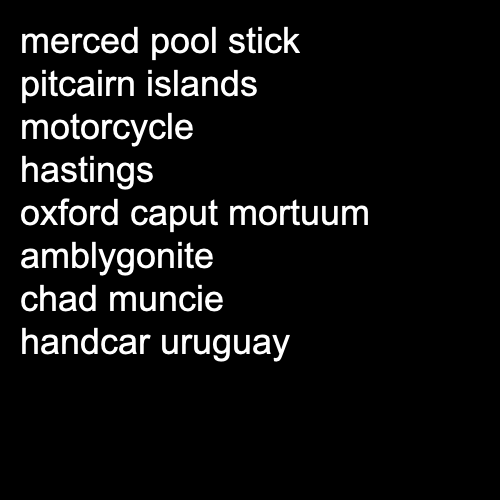 merced pool stick
pitcairn islands
motorcycle
hastings
oxford caput mortuum
amblygonite
chad muncie
handcar uruguay